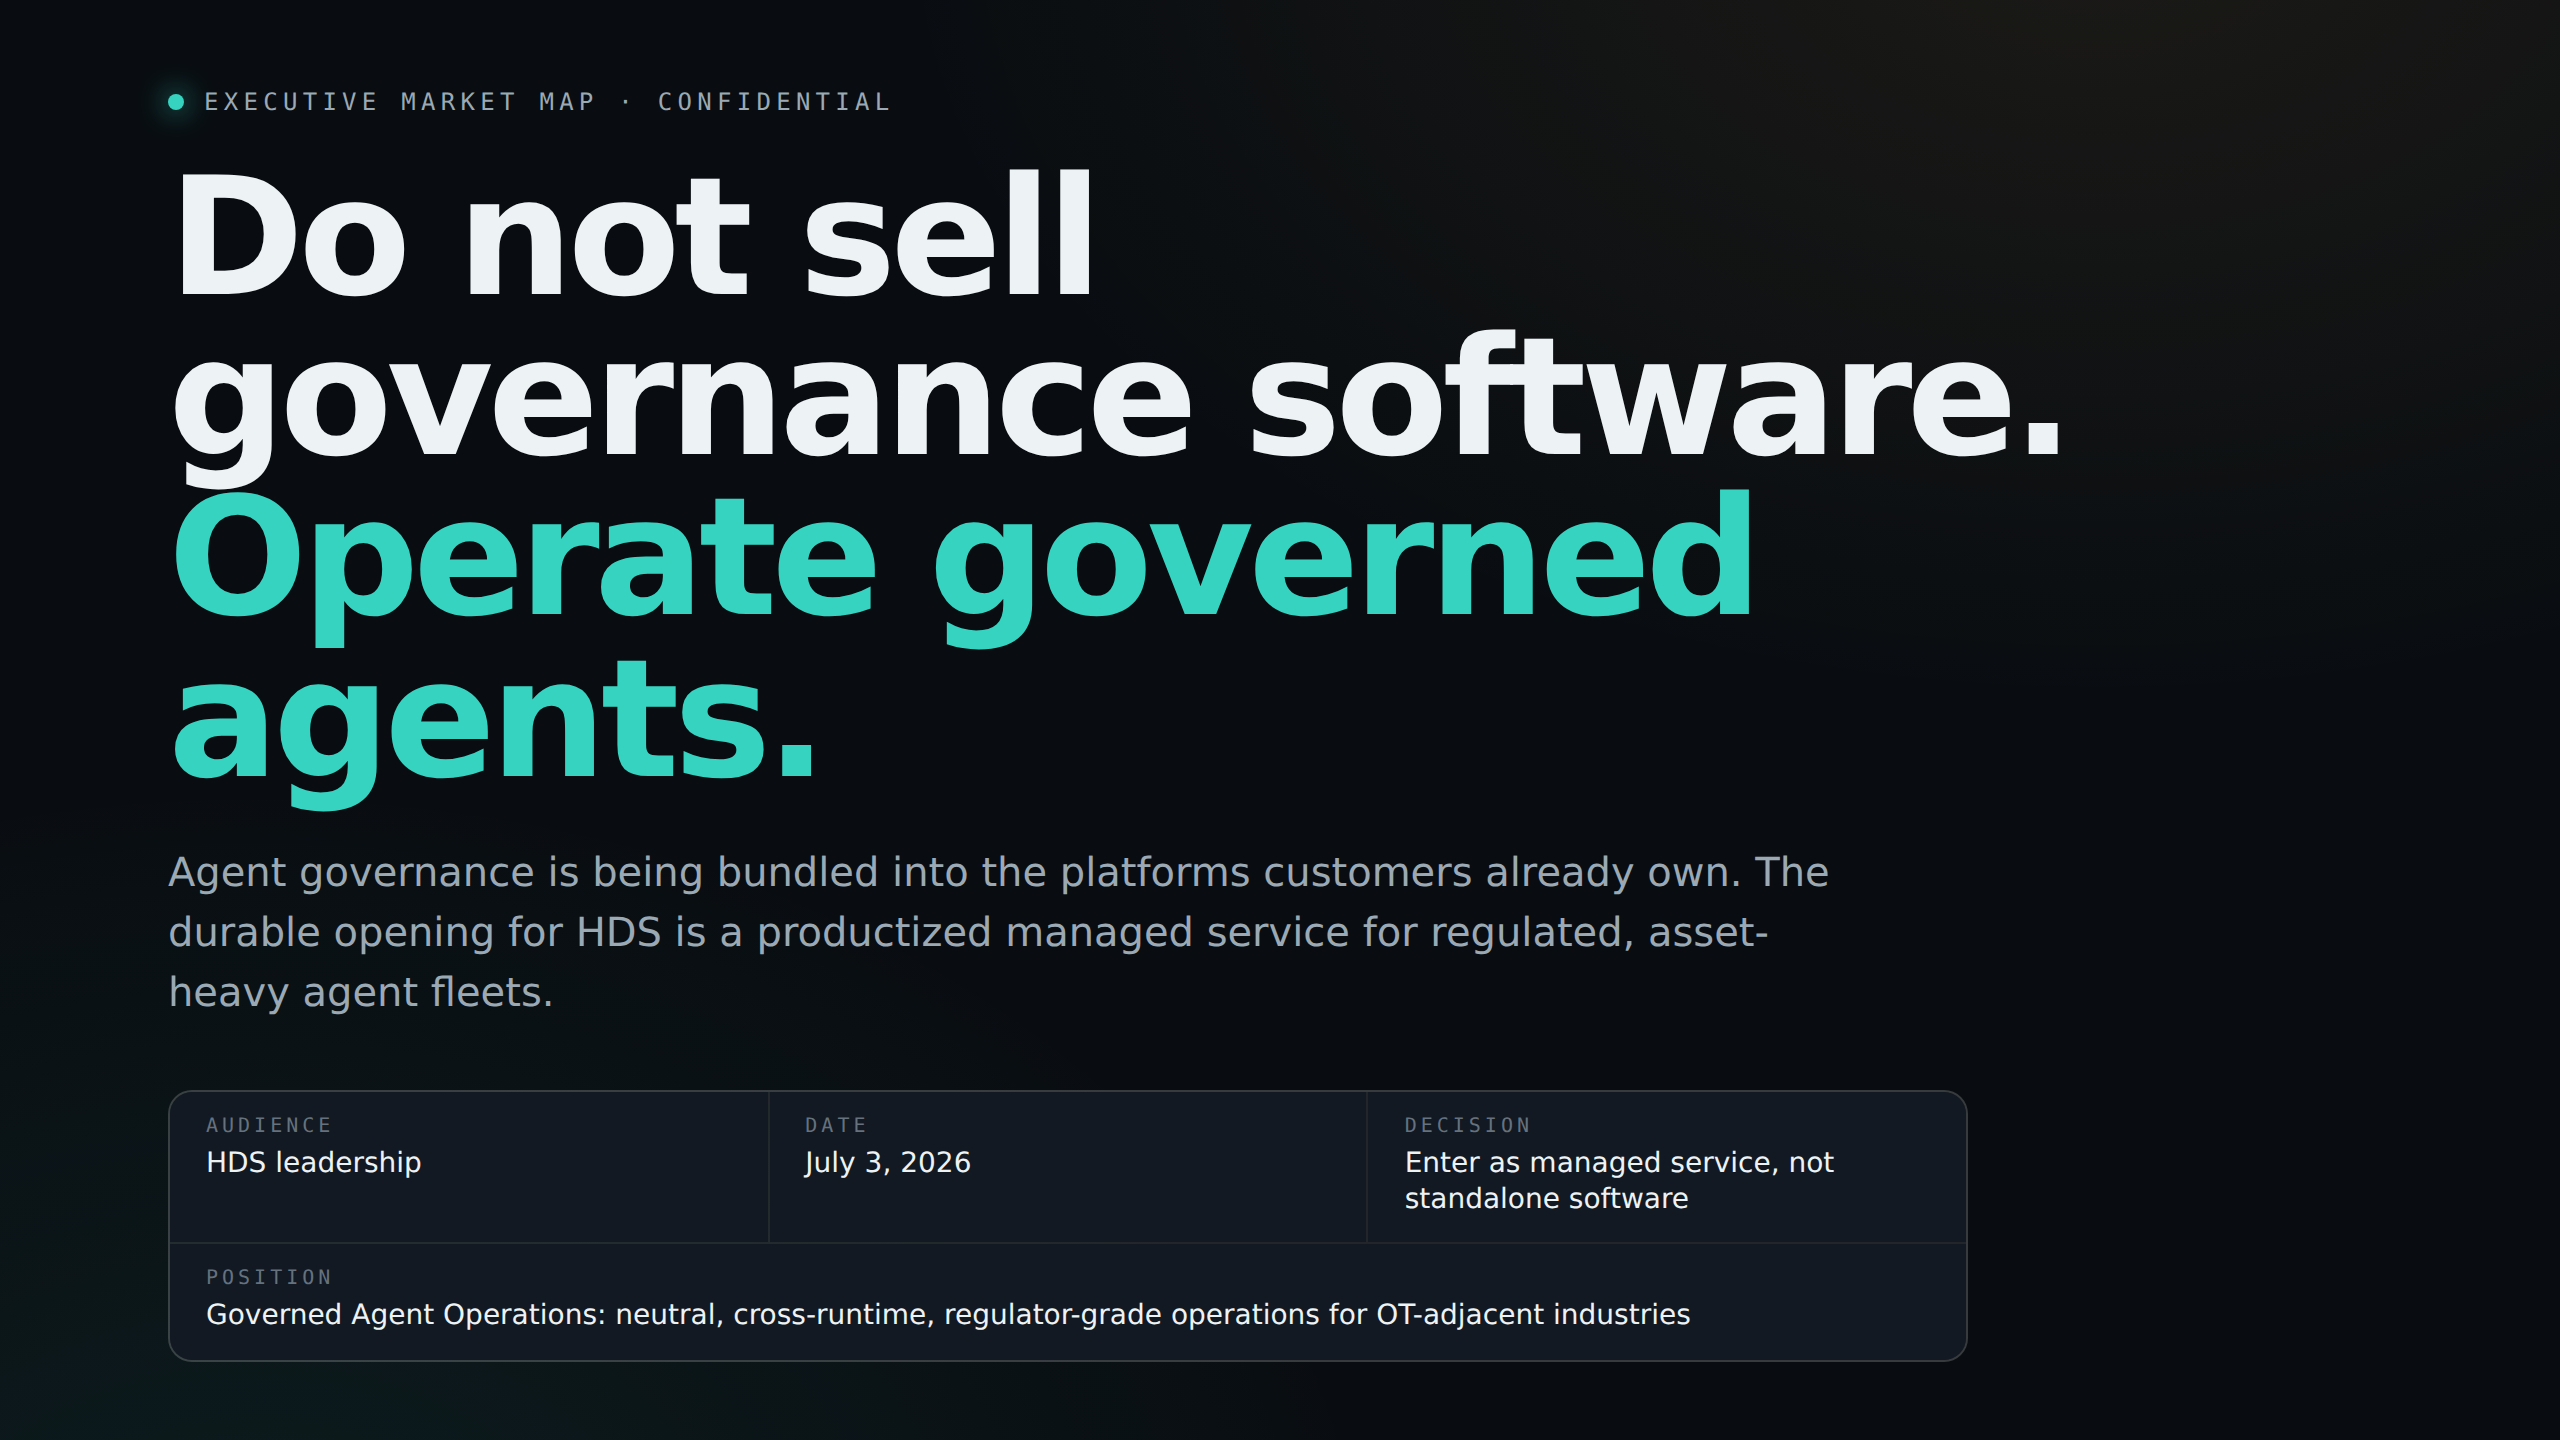 EXECUTIVE MARKET MAP · CONFIDENTIAL
Do not sell
governance software.
Operate governed
agents.
Agent governance is being bundled into the platforms customers already own. The
durable opening for HDS is a productized managed service for regulated, asset-
heavy agent fleets.
AUDIENCE
HDS leadership
DATE
July 3, 2026
DECISION
Enter as managed service, not
standalone software
POSITION
Governed Agent Operations: neutral, cross-runtime, regulator-grade operations for OT-adjacent industries